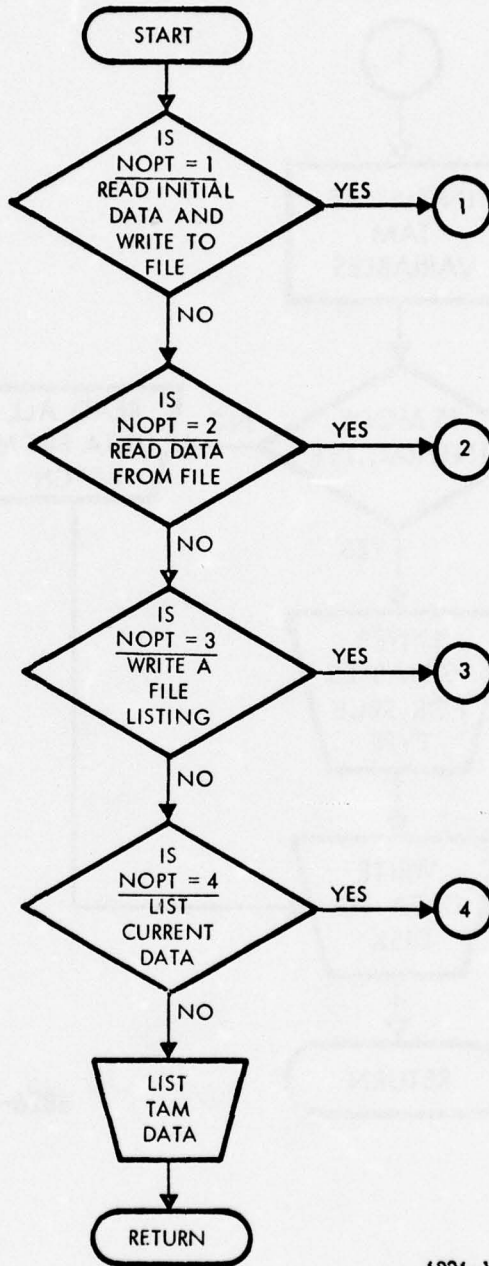 START
IS
NOPT = 1
READ INITIAL
DATA AND
WRITE TO
FILE
YES
1
NO
IS
NOPT = 2
READ DATA
FROM FILE
YES
2
NO
IS
NOPT = 3
WRITE A
FILE
LISTING
YES
3
NO
IS
NOPT = 4
LIST
CURRENT
DATA
YES
4
NO
LIST
TAM
DATA
RETURN